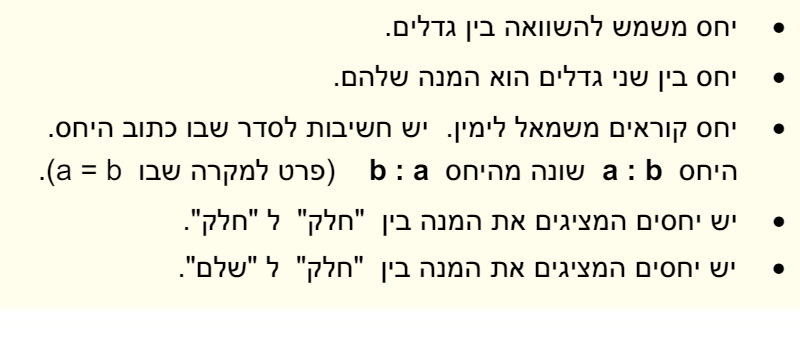 • יחס משמש להשוואה בין גדלים.
• יחס בין שני גדלים הוא המנה שלהם.
• יחס קוראים משמאל לימין. יש חשיבות לסדר שבו כתוב היחס.
היחס a : b שונה מהיחס b : a (פרט למקרה שבו a = b).
• יש יחסים המציגים את המנה בין "חלק" ל "חלק".
• יש יחסים המציגים את המנה בין "חלק" ל "שלם".